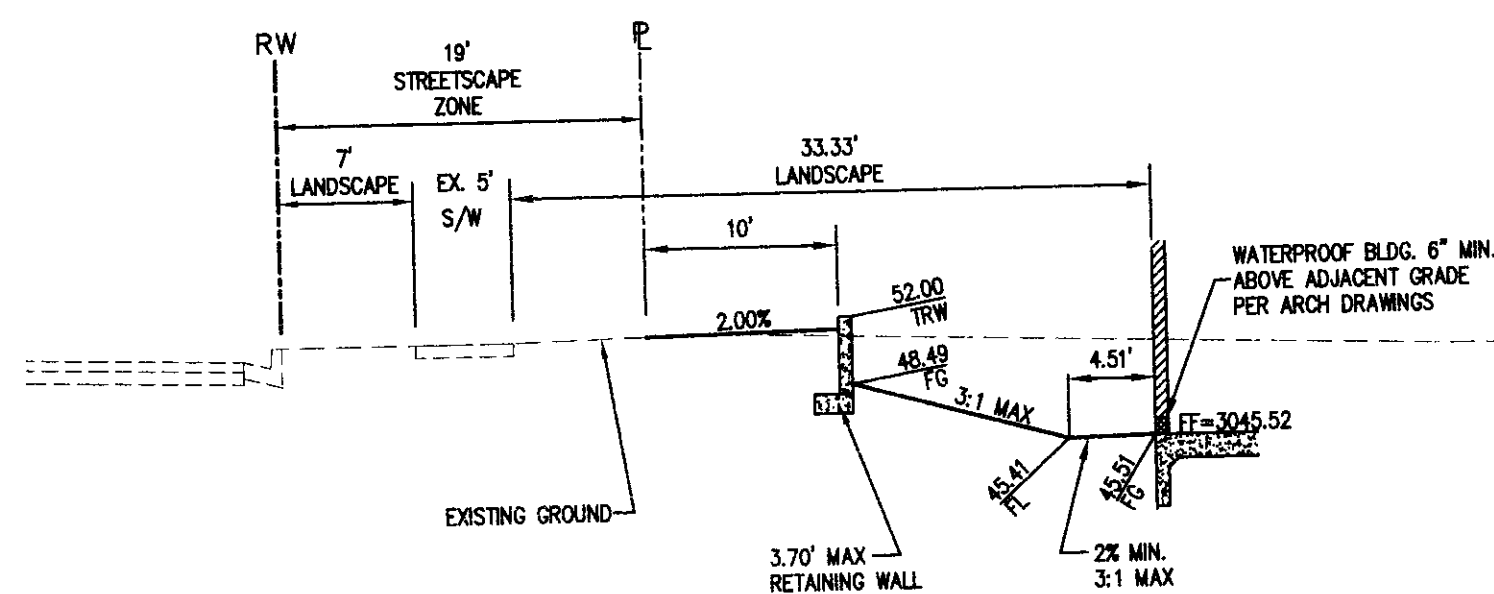 RW
19'
STREETSCAPE
ZONE
PL
7'
LANDSCAPE
EX. 5'
S/W
33.33'
LANDSCAPE
10'
WATERPROOF BLDG. 6" MIN.
ABOVE ADJACENT GRADE
PER ARCH DRAWINGS
2.00%
52.00
TRW
48.49
FG
3:1 MAX
4.51'
FF=3045.52
45.41
FL
45.51
FG
EXISTING GROUND
3.70' MAX
RETAINING WALL
2% MIN.
3:1 MAX